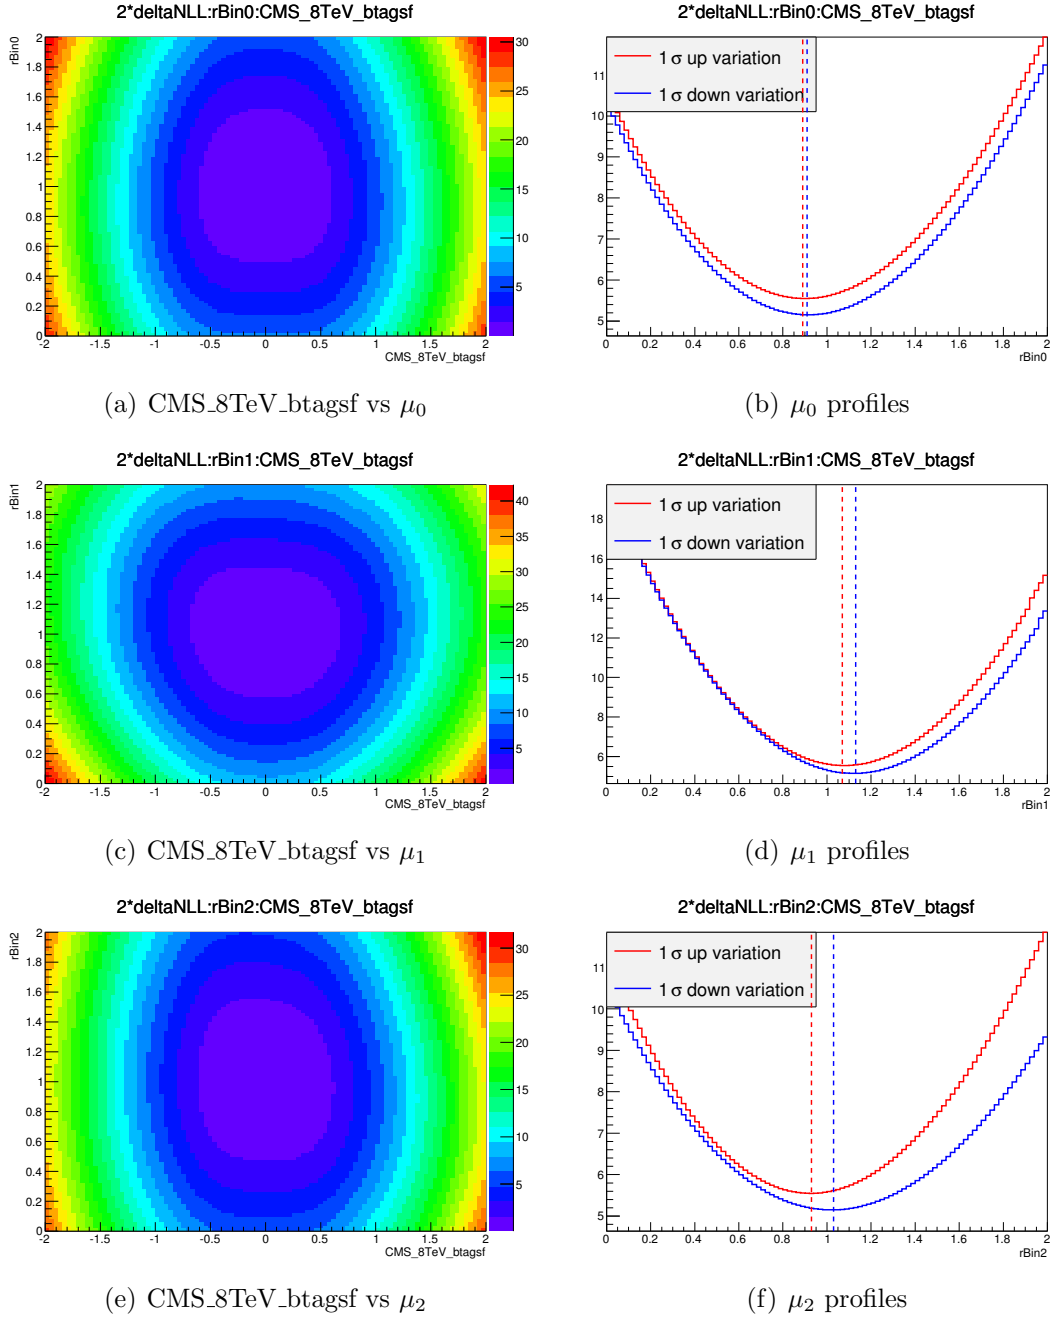 2*deltaNLL:rBin0:CMS_8TeV_btagsf
rBin0
2
1.8
1.6
1.4
1.2
1
0.8
0.6
0.4
0.2
0
-2 -1.5 -1 -0.5 0 0.5 1 1.5 2
CMS_8TeV_btagsf
30
25
20
15
10
5
(a) CMS_8TeV_btagsf vs μ0
2*deltaNLL:rBin0:CMS_8TeV_btagsf
1 σ up variation
1 σ down variation
11
10
9
8
7
6
5
0 0.2 0.4 0.6 0.8 1 1.2 1.4 1.6 1.8 2
rBin0
(b) μ0 profiles
2*deltaNLL:rBin1:CMS_8TeV_btagsf
rBin1
2
1.8
1.6
1.4
1.2
1
0.8
0.6
0.4
0.2
0
-2 -1.5 -1 -0.5 0 0.5 1 1.5 2
CMS_8TeV_btagsf
40
35
30
25
20
15
10
5
(c) CMS_8TeV_btagsf vs μ1
2*deltaNLL:rBin1:CMS_8TeV_btagsf
1 σ up variation
1 σ down variation
18
16
14
12
10
8
6
0 0.2 0.4 0.6 0.8 1 1.2 1.4 1.6 1.8 2
rBin1
(d) μ1 profiles
2*deltaNLL:rBin2:CMS_8TeV_btagsf
rBin2
2
1.8
1.6
1.4
1.2
1
0.8
0.6
0.4
0.2
0
-2 -1.5 -1 -0.5 0 0.5 1 1.5 2
CMS_8TeV_btagsf
30
25
20
15
10
5
(e) CMS_8TeV_btagsf vs μ2
2*deltaNLL:rBin2:CMS_8TeV_btagsf
1 σ up variation
1 σ down variation
11
10
9
8
7
6
5
0 0.2 0.4 0.6 0.8 1 1.2 1.4 1.6 1.8 2
rBin2
(f) μ2 profiles